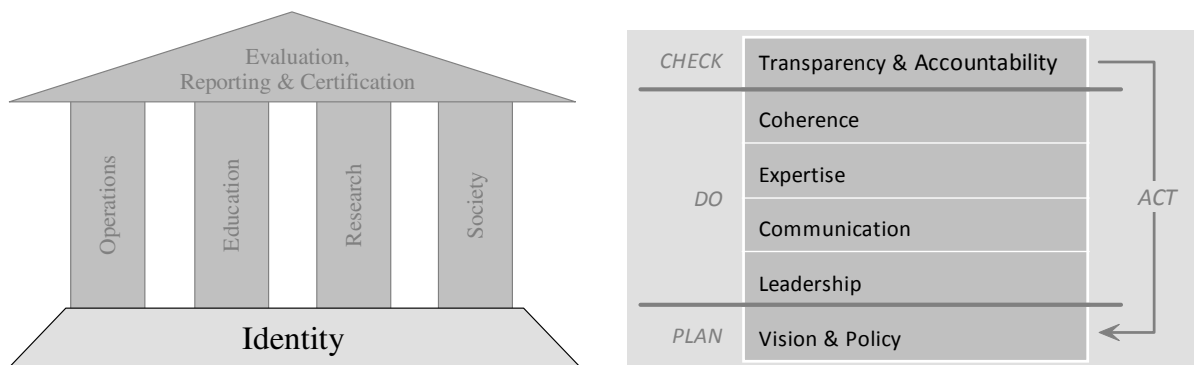 Evaluation,
Reporting & Certification
Operations
Education
Research
Society
Identity
CHECK
Transparency & Accountability
Coherence
Expertise
DO
Communication
Leadership
PLAN
Vision & Policy
ACT